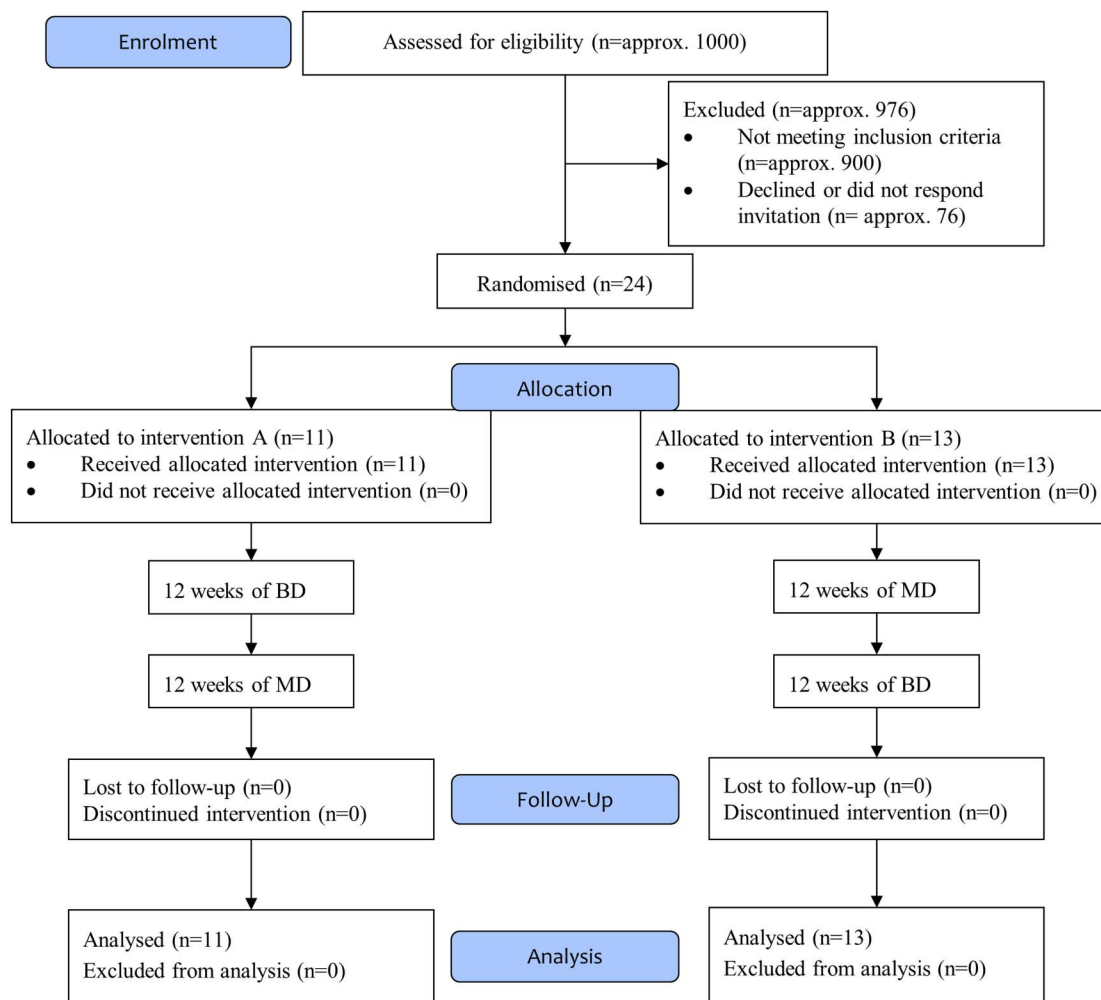 Enrolment
Assessed for eligibility (n=approx. 1000)
Excluded (n=approx. 976)
• Not meeting inclusion criteria
(n=approx. 900)
• Declined or did not respond
invitation (n= approx. 76)
Randomised (n=24)
Allocation
Allocated to intervention A (n=11)
• Received allocated intervention (n=11)
• Did not receive allocated intervention (n=0)
Allocated to intervention B (n=13)
• Received allocated intervention (n=13)
• Did not receive allocated intervention (n=0)
12 weeks of BD
12 weeks of MD
12 weeks of MD
12 weeks of BD
Lost to follow-up (n=0)
Discontinued intervention (n=0)
Follow-Up
Lost to follow-up (n=0)
Discontinued intervention (n=0)
Analysed (n=11)
Excluded from analysis (n=0)
Analysis
Analysed (n=13)
Excluded from analysis (n=0)